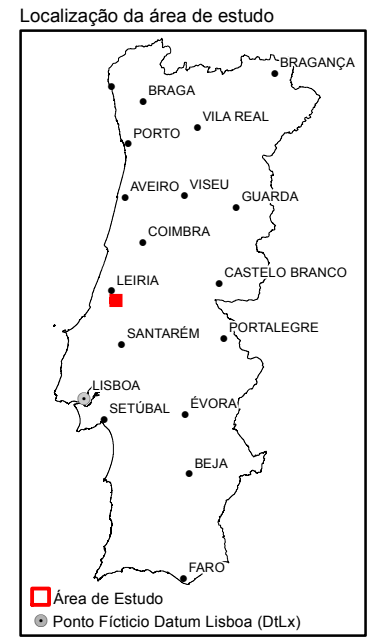 Localização da área de estudo
BRAGANÇA
BRAGA
VILA REAL
PORTO
AVEIRO
VISEU
GUARDA
COIMBRA
LEIRIA
CASTELO BRANCO
SANTARÉM
PORTALEGRE
LISBOA
SETÚBAL
ÉVORA
BEJA
FARO
Área de Estudo
Ponto Fícticio Datum Lisboa (DtLx)